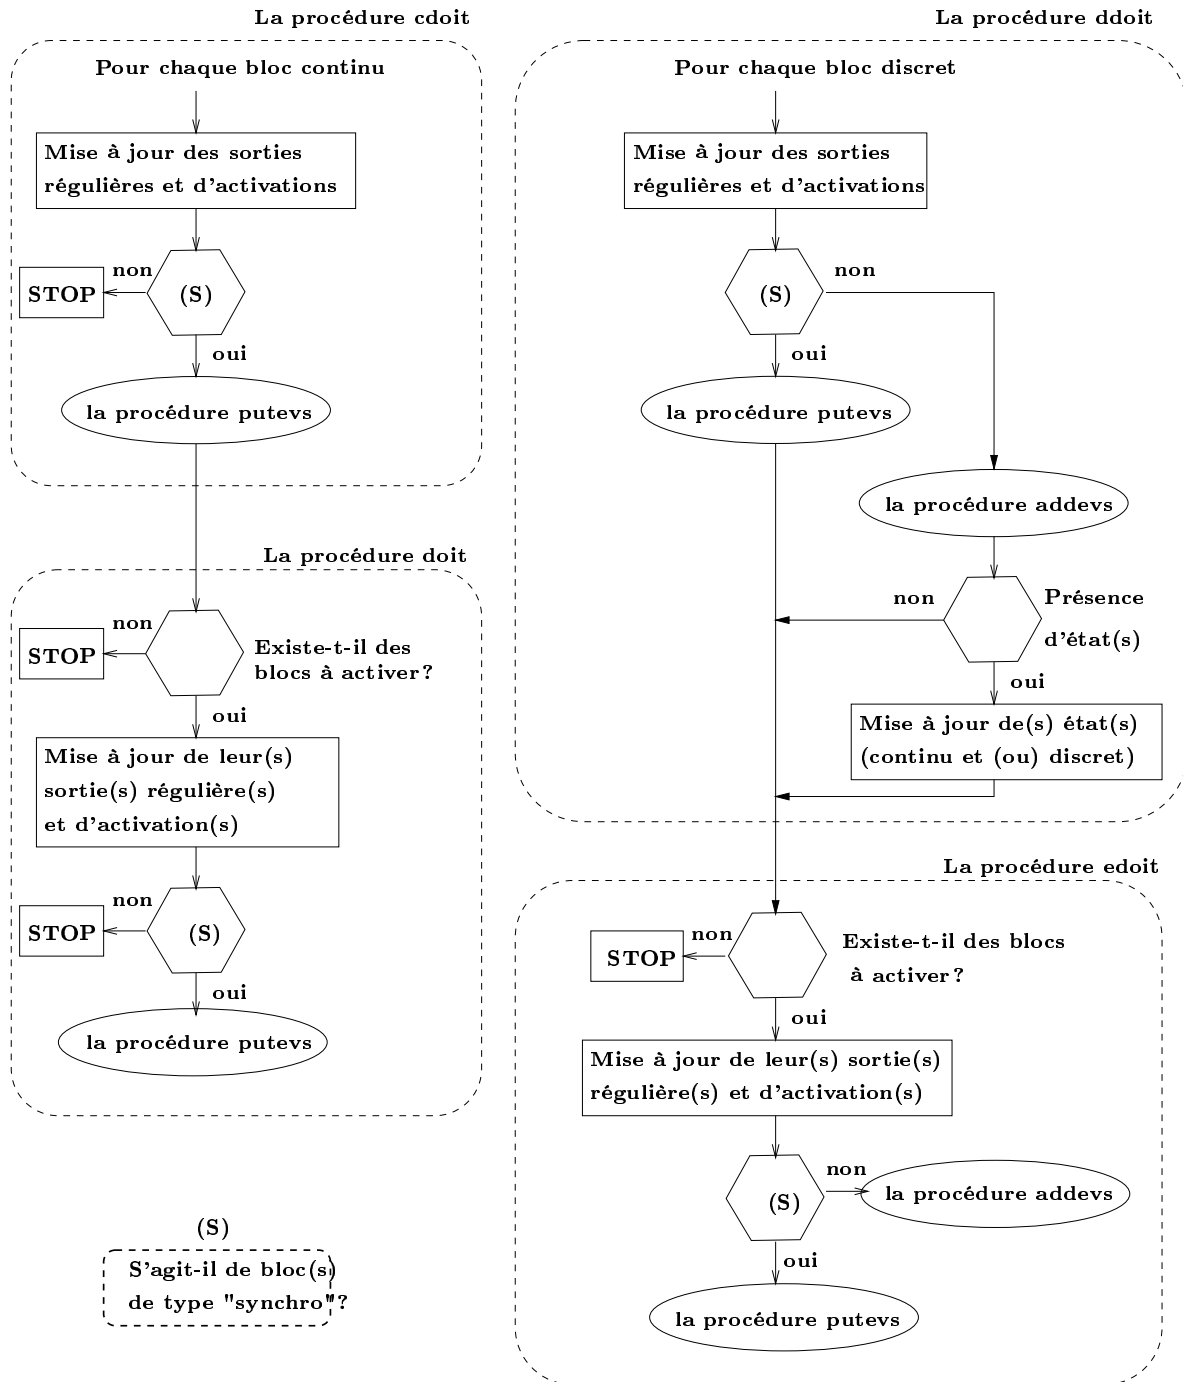 La procédure cdoit
Pour chaque bloc continu
Mise à jour des sorties
régulières et d'activations
non
STOP
(S)
oui
la procédure putevs
La procédure doit
non
STOP
Existe-t-il des
blocs à activer?
oui
Mise à jour de leur(s)
sortie(s) régulière(s)
et d'activation(s)
non
STOP
(S)
oui
la procédure putevs
(S)
S'agit-il de bloc(s)
de type "synchro"?
La procédure ddoit
Pour chaque bloc discret
Mise à jour des sorties
régulières et d'activations
(S)
non
oui
la procédure putevs
la procédure addevs
non
Présence
d'état(s)
oui
Mise à jour de(s) état(s)
(continu et (ou) discret)
La procédure edoit
non
STOP
Existe-t-il des blocs
à activer?
oui
Mise à jour de leur(s) sortie(s)
régulière(s) et d'activation(s)
(S)
non
la procédure addevs
oui
la procédure putevs